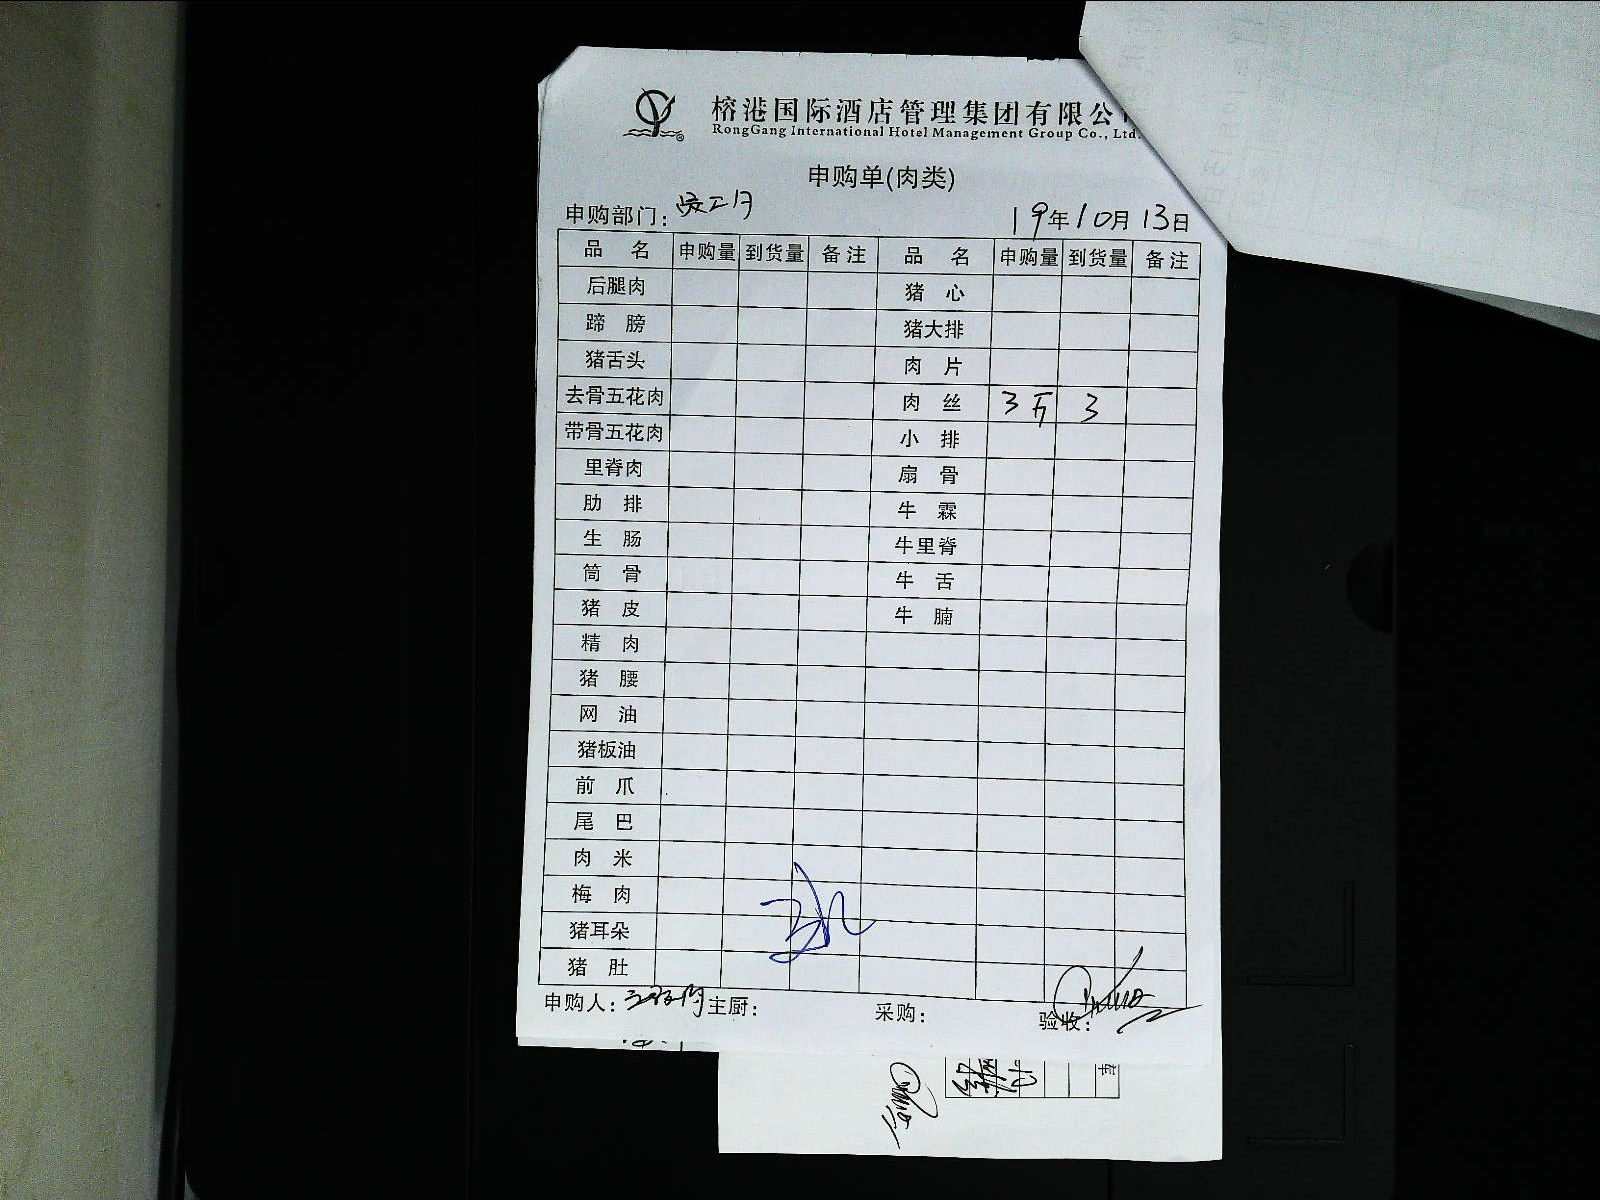 榕港国际酒店管理集团有限公
RongGang International Hotel Management Group Co., Ltd.
申购单(肉类)
申购部门: 19年10月13日
品 名 申购量 到货量 备注 品 名 申购量 到货量 备注
后腿肉 猪 心
蹄 膀 猪大排
猪舌头 肉 片
去骨五花肉 肉 丝 3斤 3
带骨五花肉 小 排
里脊肉 扇 骨
肋 排 牛 霖
生 肠 牛里脊
筒 骨 牛 舌
猪 皮 牛 腩
精 肉
猪 腰
网 油
猪板油
前 爪
尾 巴
肉 米
梅 肉
猪耳朵
猪 肚
申购人: 主厨: 采购: 验收: